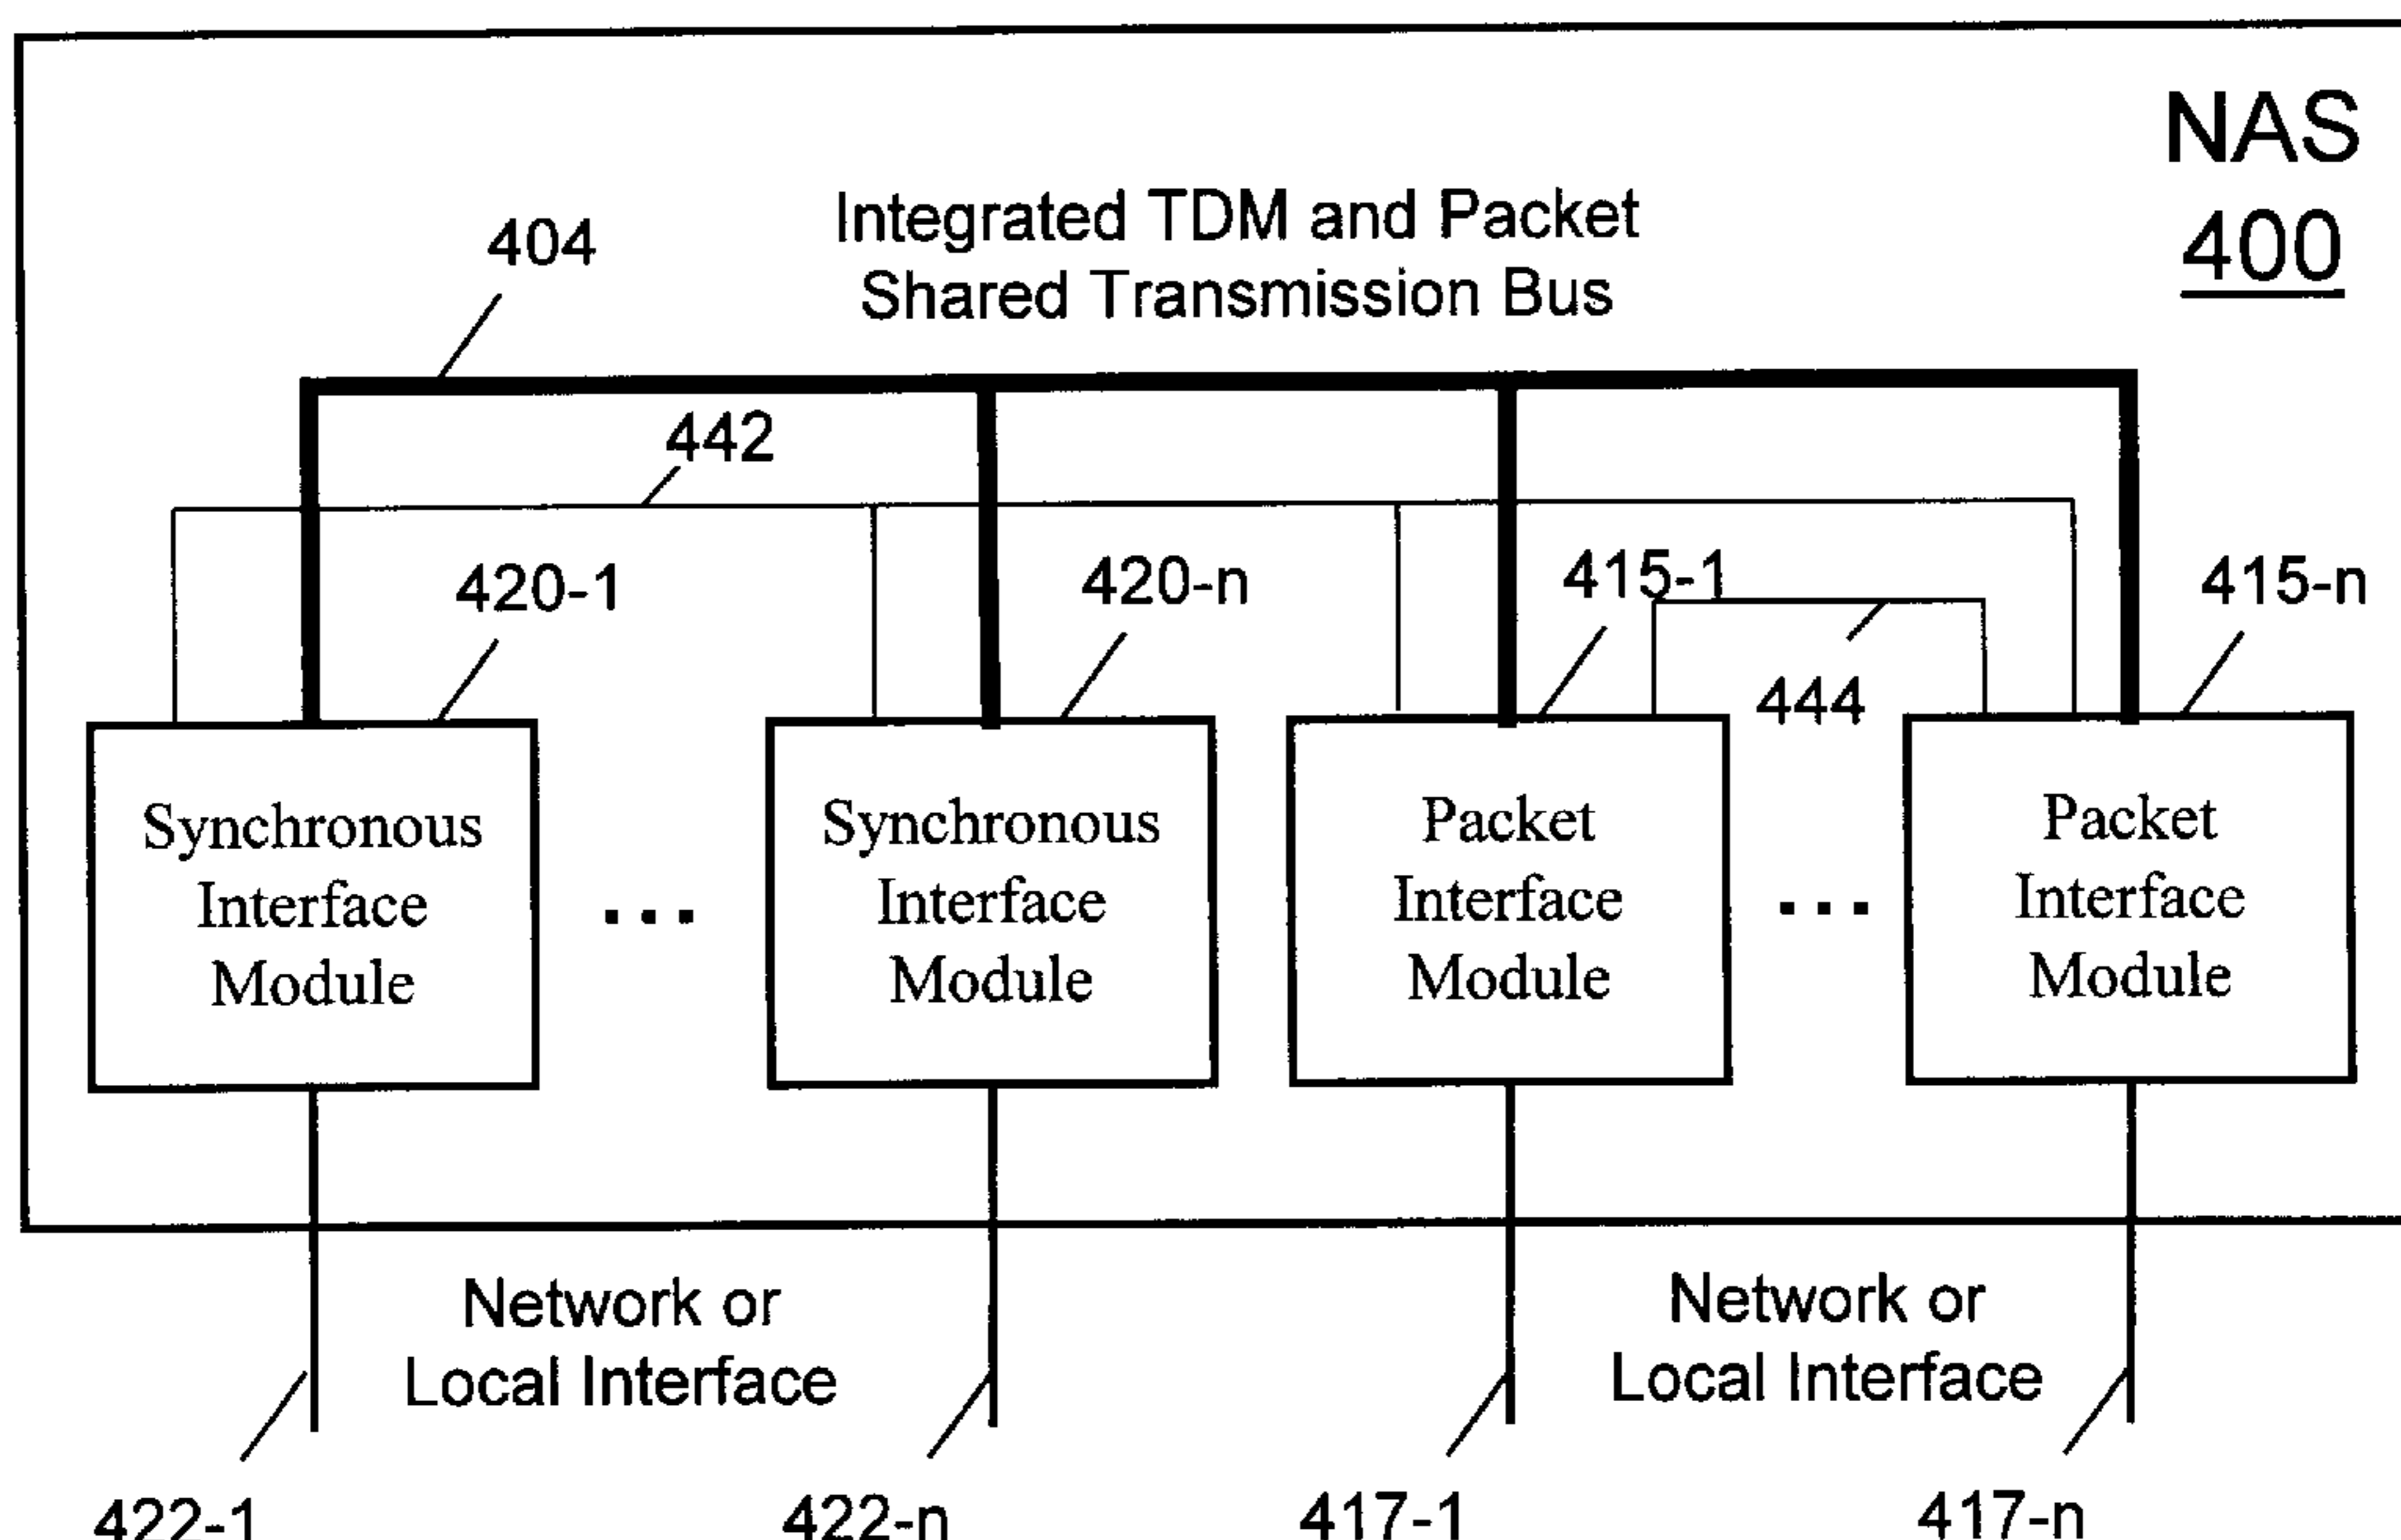 NAS
400
Integrated TDM and Packet
Shared Transmission Bus
404
442
420-1
420-n
415-1
415-n
444
Synchronous
Interface
Module
...
Synchronous
Interface
Module
Packet
Interface
Module
...
Packet
Interface
Module
Network or
Local Interface
Network or
Local Interface
422-1
422-n
417-1
417-n